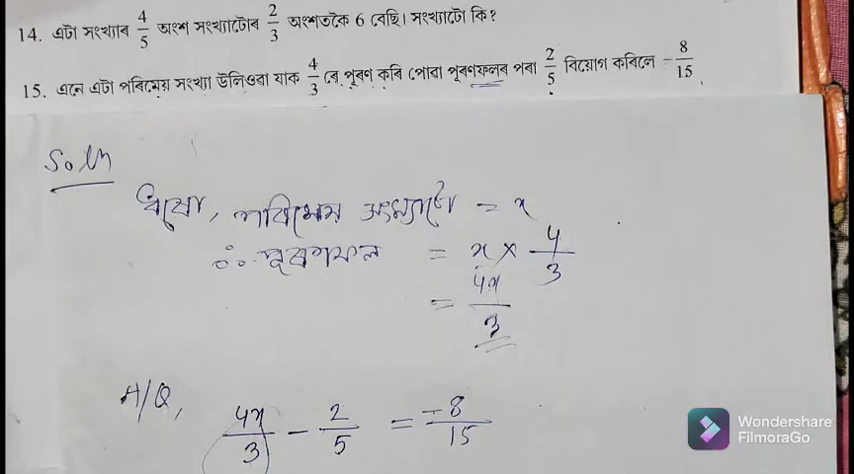 14. এটা সংখ্যাৰ 4/5 অংশ সংখ্যাটোৰ 2/3 অংশতকৈ 6 বেছি। সংখ্যাটো কি?
15. এনে এটা পৰিমেয় সংখ্যা উলিওৱা যাক 4/3 ৰে পূৰণ কৰি পোৱা পূৰণফলৰ পৰা 2/5 বিয়োগ কৰিলে -8/15
Soln
ধৰো, পৰিমেয় সংখ্যাটো = x
∴ পূৰণফল = x × 4/3
= 4x/3
A/Q, 4x/3 - 2/5 = -8/15
Wondershare
FilmoraGo